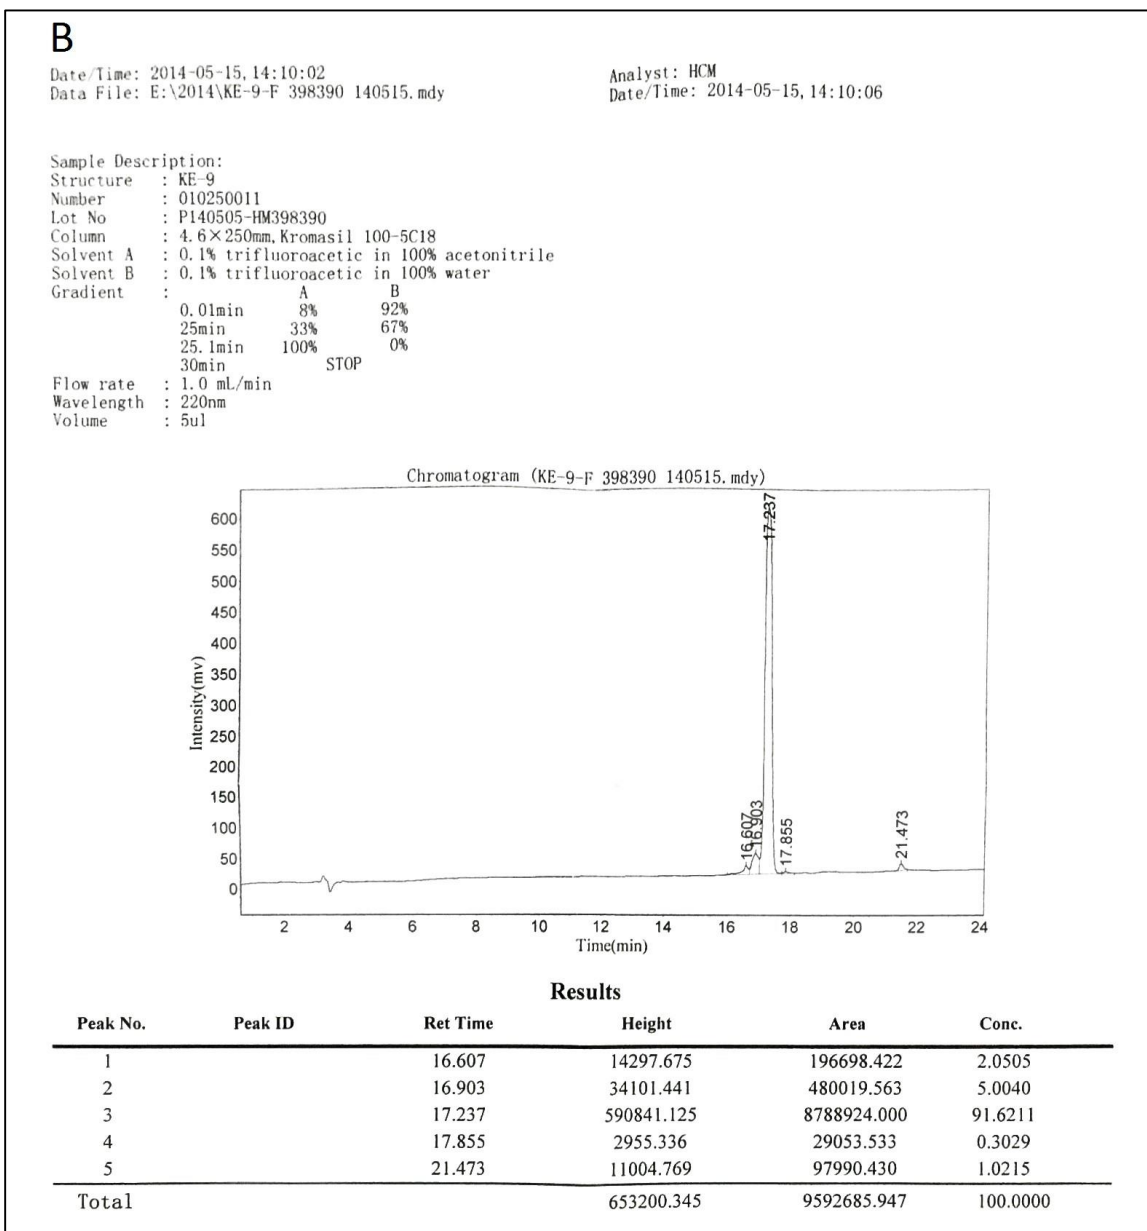 B
Date/Time: 2014-05-15, 14:10:02
Data File: E:\2014\KE-9-F 398390 140515.mdy
Analyst: HCM
Date/Time: 2014-05-15, 14:10:06
Sample Description:
Structure : KE-9
Number : 010250011
Lot No : P140505-HM398390
Column : 4.6×250mm, Kromasil 100-5C18
Solvent A : 0.1% trifluoroacetic in 100% acetonitrile
Solvent B : 0.1% trifluoroacetic in 100% water
Gradient : A B
0.01min 8% 92%
25min 33% 67%
25.1min 100% 0%
30min STOP
Flow rate : 1.0 mL/min
Wavelength : 220nm
Volume : 5ul
Chromatogram (KE-9-F 398390 140515.mdy)
Intensity(mv)
600
550
500
450
400
350
300
250
200
150
100
50
0
16.607
16.903
17.237
17.855
21.473
2 4 6 8 10 12 14 16 18 20 22 24
Time(min)
Results
Peak No. Peak ID Ret Time Height Area Conc.
1 16.607 14297.675 196698.422 2.0505
2 16.903 34101.441 480019.563 5.0040
3 17.237 590841.125 8788924.000 91.6211
4 17.855 2955.336 29053.533 0.3029
5 21.473 11004.769 97990.430 1.0215
Total 653200.345 9592685.947 100.0000